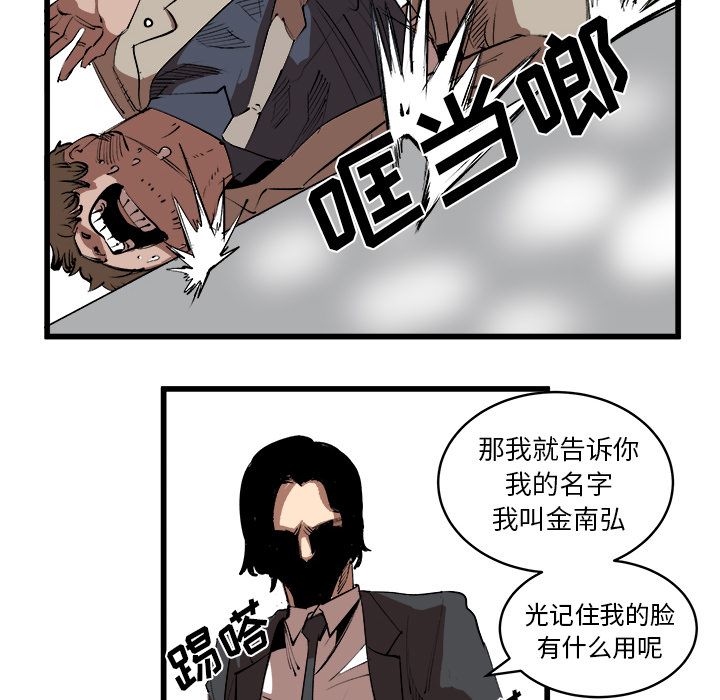 哐当啷
那我就告诉你
我的名字
我叫金南弘
光记住我的脸
有什么用呢
踢嗒